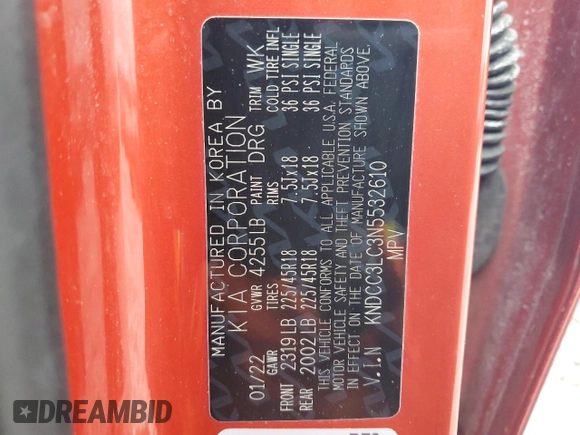 MANUFACTURED IN KOREA BY
KIA CORPORATION
01/22 GVWR 4255LB PAINT DRG TRIM WK
GAWR TIRES RIMS COLD TIRE INFL
FRONT 2319LB 225/45R18 7.5Jx18 36 PSI SINGLE
REAR 2002LB 225/45R18 7.5Jx18 36 PSI SINGLE
THIS VEHICLE CONFORMS TO ALL APPLICABLE U.S.A. FEDERAL
MOTOR VEHICLE SAFETY AND THEFT PREVENTION STANDARDS
IN EFFECT ON THE DATE OF MANUFACTURE SHOWN ABOVE.
V.I.N KNDCC3LC3N5532610
MPV
DREAMBID